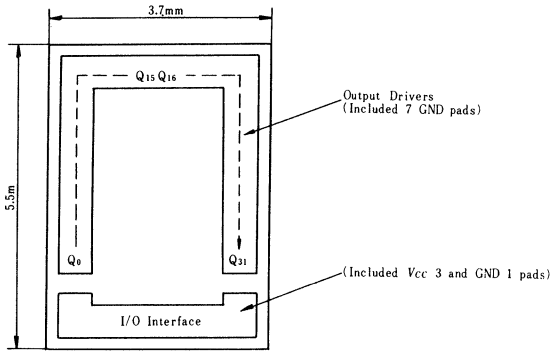 3.7mm
Q15 Q16
Output Drivers
(Included 7 GND pads)
5.5m
Q0
Q31
(Included Vcc 3 and GND 1 pads)
I/O Interface